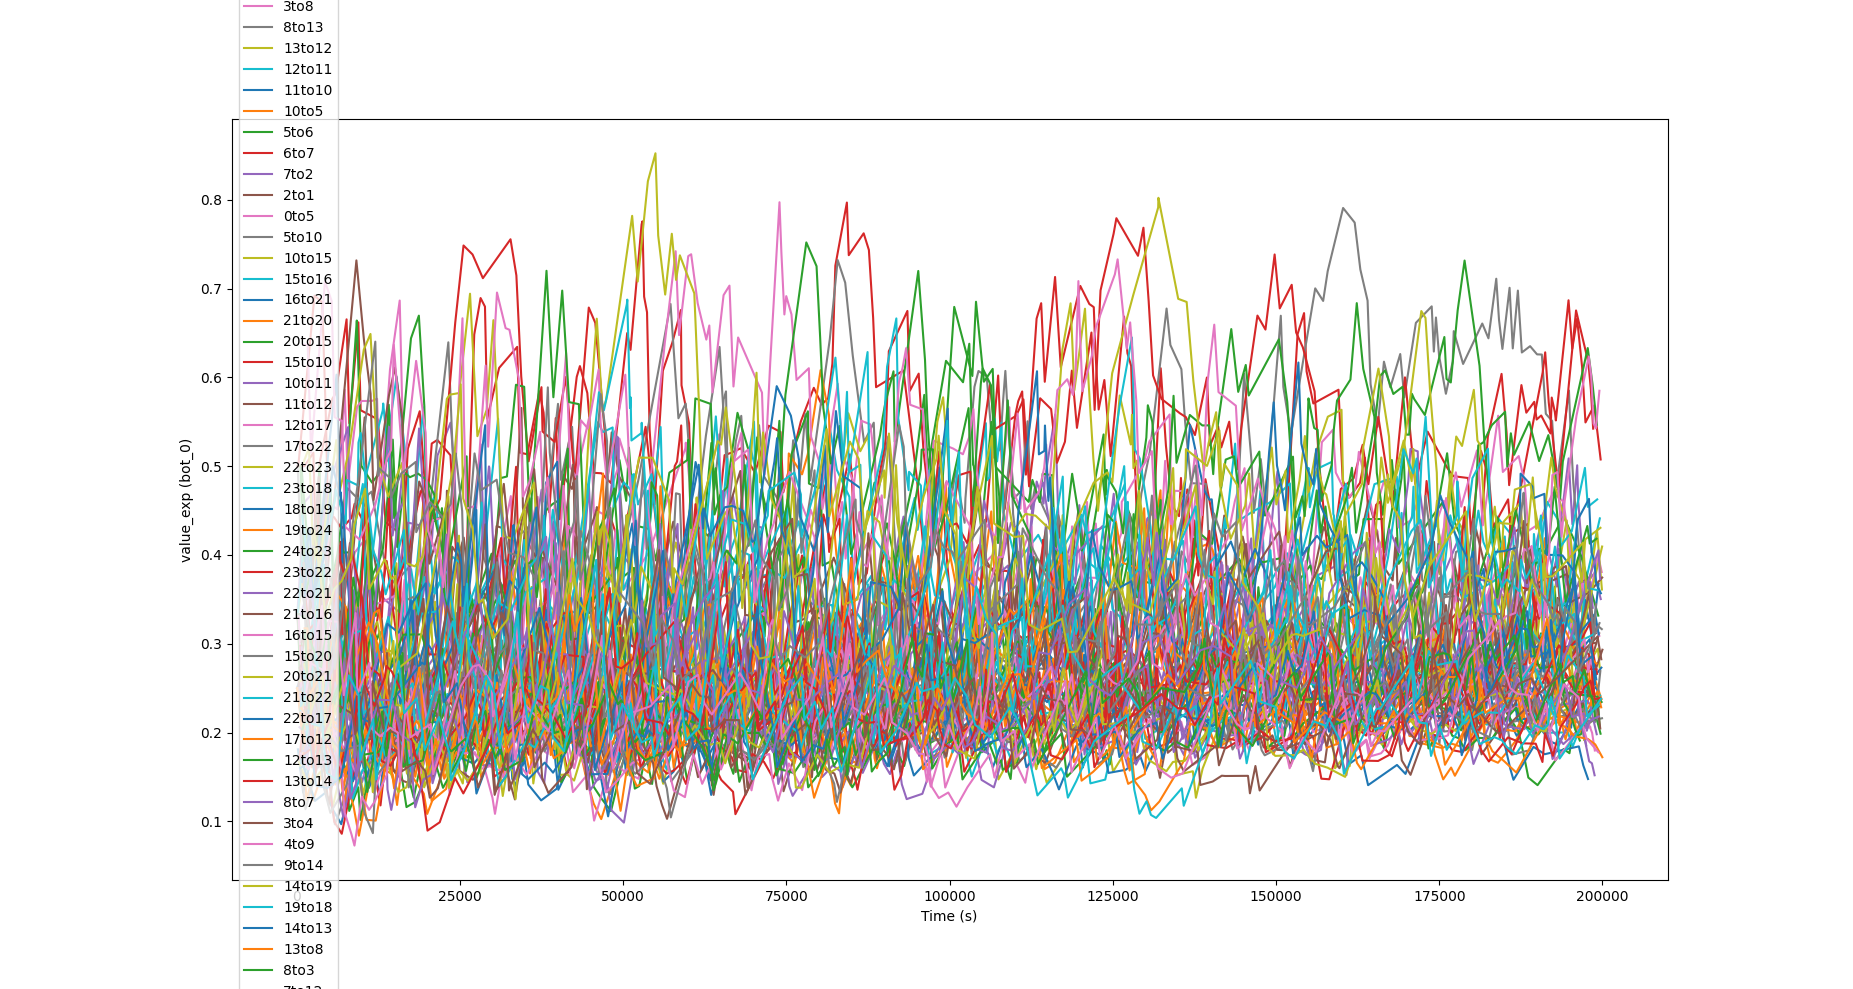 3to8
8to13
13to12
12to11
11to10
10to5
5to6
6to7
7to2
2to1
0to5
5to10
10to15
15to16
16to21
21to20
20to15
15to10
10to11
11to12
12to17
17to22
22to23
23to18
18to19
19to24
24to23
23to22
22to21
21to16
16to15
15to20
20to21
21to22
22to17
17to12
12to13
13to14
8to7
3to4
4to9
9to14
14to19
19to18
14to13
13to8
8to3
7to12
0.8
0.7
0.6
0.5
0.4
0.3
0.2
0.1
value_exp (bot_0)
0
25000
50000
75000
100000
125000
150000
175000
200000
Time (s)